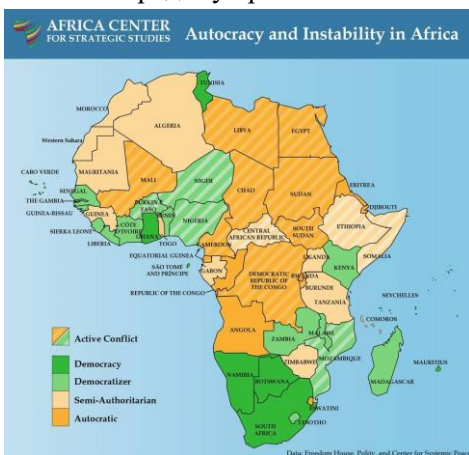 AFRICA CENTER
FOR STRATEGIC STUDIES
Autocracy and Instability in Africa
TUNISIA
MOROCCO
ALGERIA
LIBYA
EGYPT
Western Sahara
CABO VERDE
MAURITANIA
MALI
NIGER
CHAD
SUDAN
ERITREA
SENEGAL
THE GAMBIA
GUINEA-BISSAU
GUINEA
BURKINA
FASO
BENIN
NIGERIA
DJIBOUTI
SIERRA LEONE
CÔTE
D'IVOIRE
GHANA
LIBERIA
TOGO
CAMEROON
CENTRAL
AFRICAN REPUBLIC
SOUTH
SUDAN
ETHIOPIA
SOMALIA
EQUATORIAL GUINEA
SÃO TOMÉ
AND PRÍNCIPE
GABON
REPUBLIC OF THE CONGO
DEMOCRATIC
REPUBLIC OF
THE CONGO
UGANDA
KENYA
RWANDA
BURUNDI
TANZANIA
SEYCHELLES
COMOROS
ANGOLA
ZAMBIA
MALAWI
MOZAMBIQUE
ZIMBABWE
NAMIBIA
BOTSWANA
MADAGASCAR
MAURITIUS
ESWATINI
LESOTHO
SOUTH
AFRICA
Active Conflict
Democracy
Democratizer
Semi-Authoritarian
Autocratic
Data: Freedom House, Polity, and Center for Systemic Peace